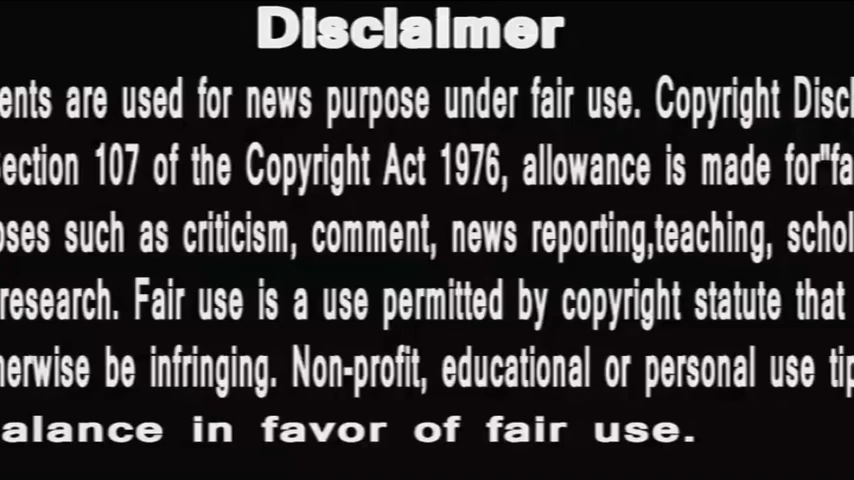 Disclaimer
ents are used for news purpose under fair use. Copyright Discl
ection 107 of the Copyright Act 1976, allowance is made for"fa
oses such as criticism, comment, news reporting,teaching, schol
research. Fair use is a use permitted by copyright statute that
herwise be infringing. Non-profit, educational or personal use tip
alance in favor of fair use.